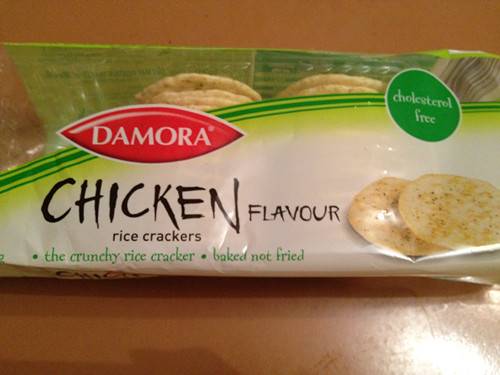 cholesterol
free
DAMORA®
CHICKEN FLAVOUR
rice crackers
• the crunchy rice cracker • baked not fried